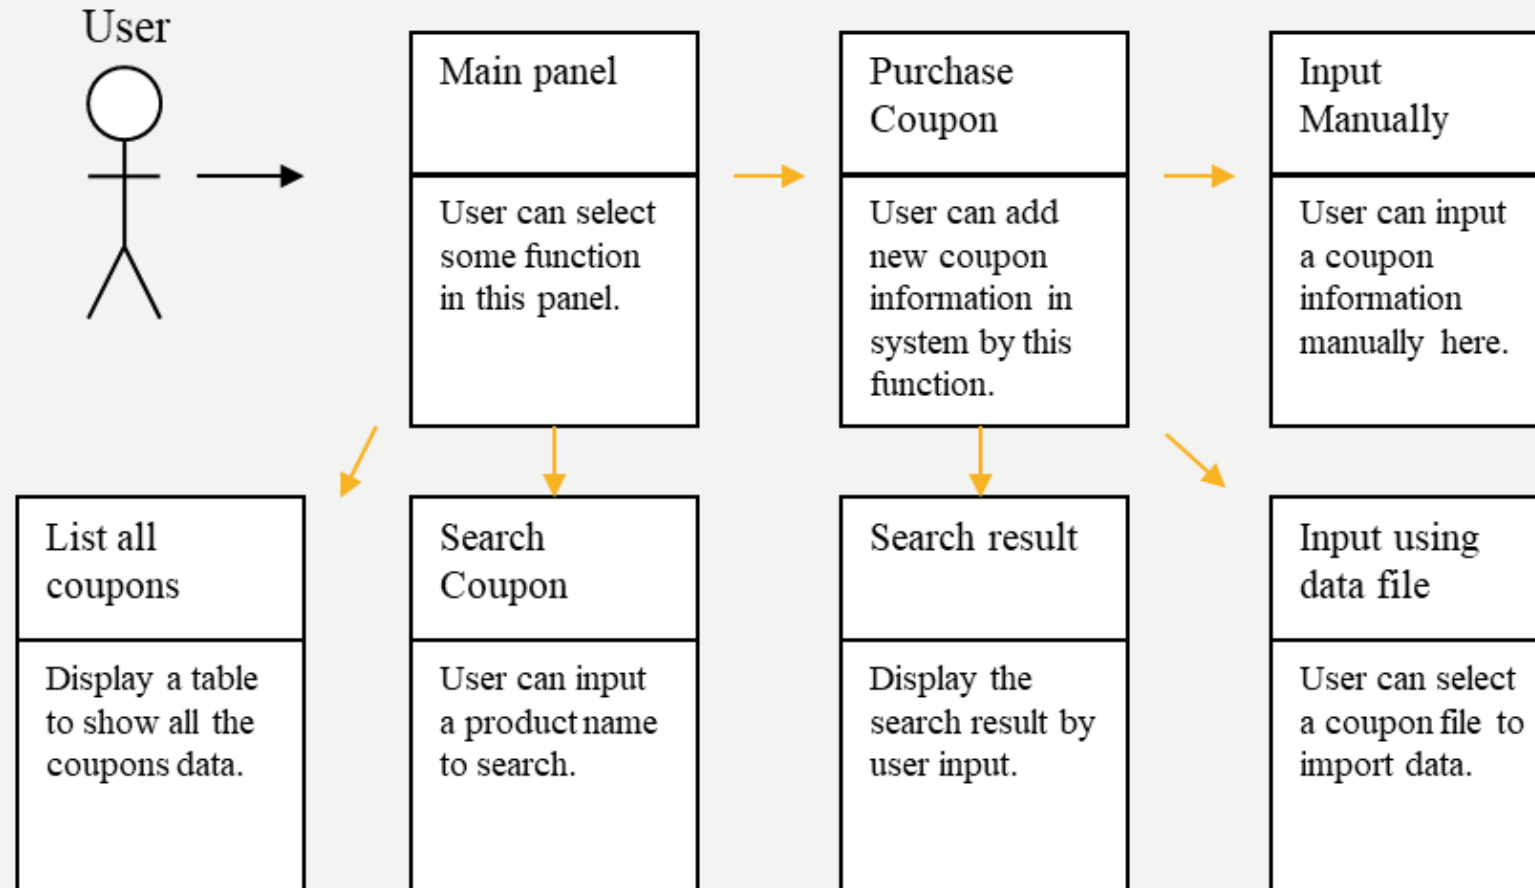 User
Main panel
User can select
some function
in this panel.
Purchase
Coupon
User can add
new coupon
information in
system by this
function.
Input
Manually
User can input
a coupon
information
manually here.
List all
coupons
Display a table
to show all the
coupons data.
Search
Coupon
User can input
a product name
to search.
Search result
Display the
search result by
user input.
Input using
data file
User can select
a coupon file to
import data.